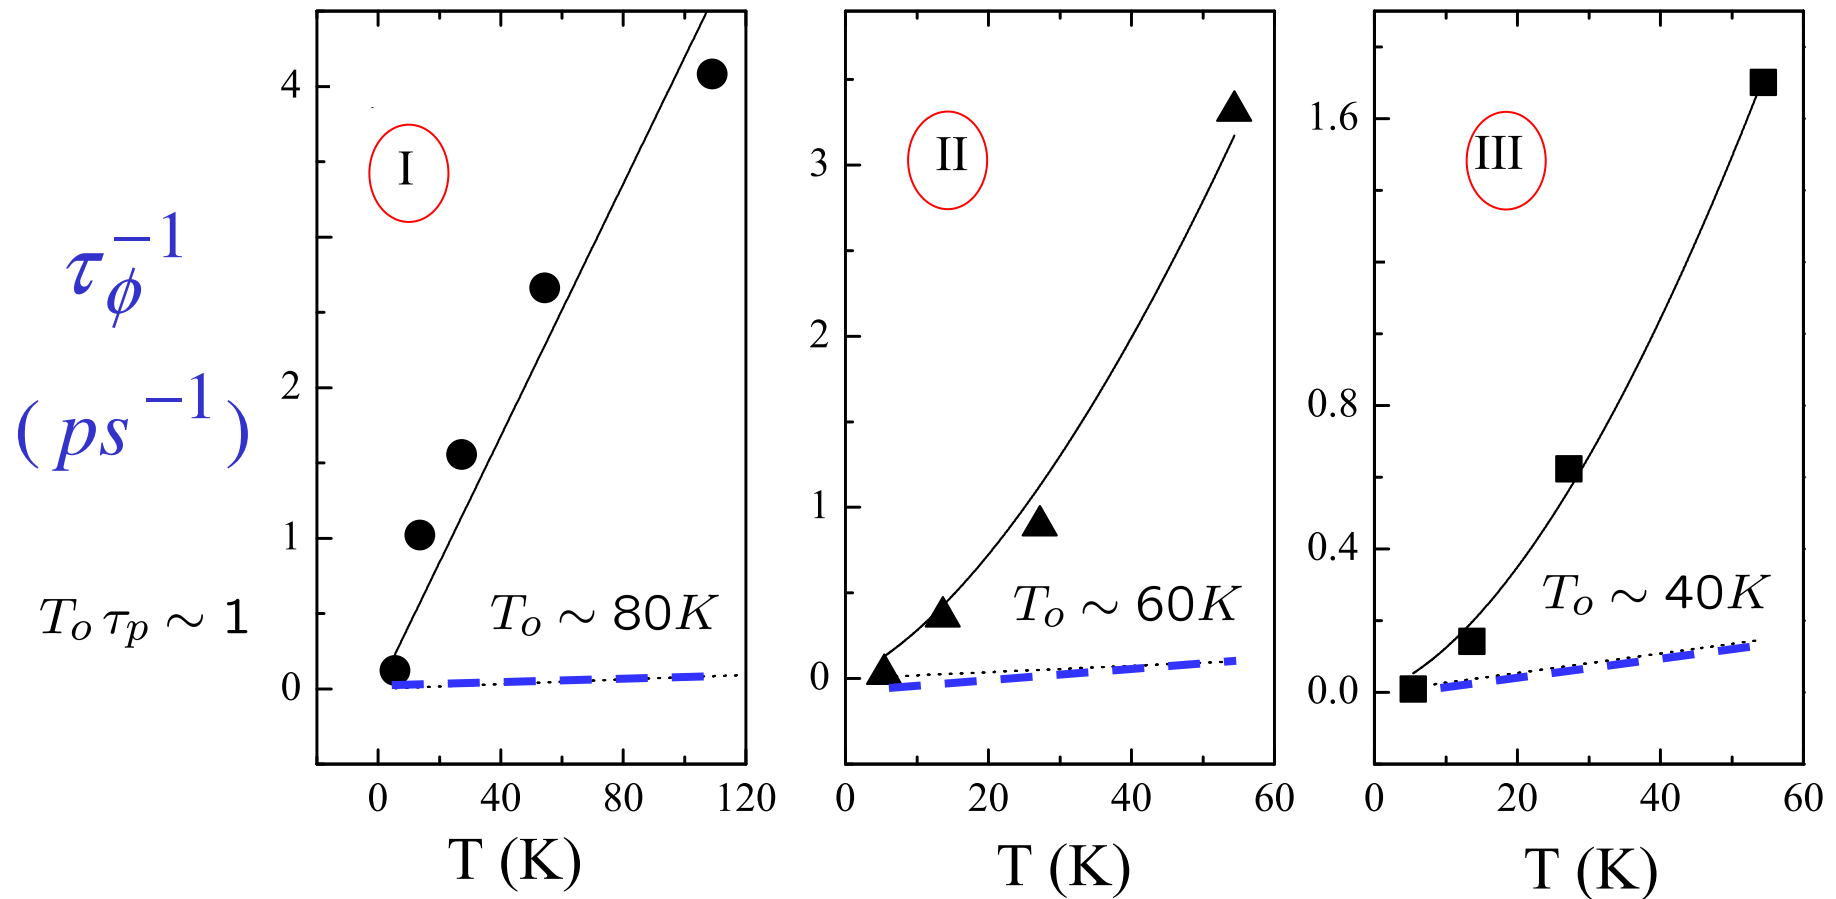 τ_ϕ^−1
(ps^−1)
T_o τ_p ∼ 1
I
4
2
1
0
T_o ∼ 80K
0 40 80 120
T (K)
II
3
2
1
0
T_o ∼ 60K
0 20 40 60
T (K)
III
1.6
0.8
0.4
0.0
T_o ∼ 40K
0 20 40 60
T (K)